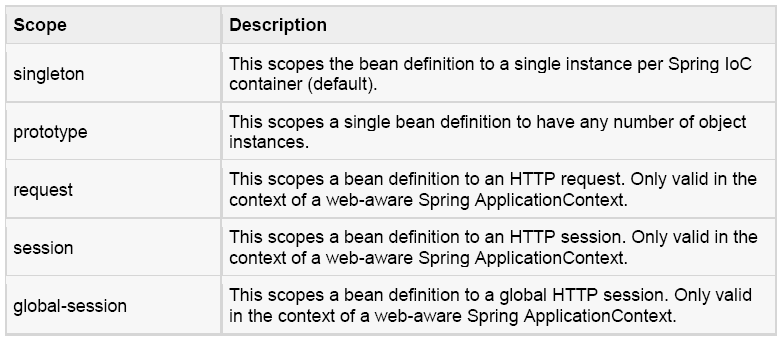 Scope Description
singleton This scopes the bean definition to a single instance per Spring IoC
container (default).
prototype This scopes a single bean definition to have any number of object
instances.
request This scopes a bean definition to an HTTP request. Only valid in the
context of a web-aware Spring ApplicationContext.
session This scopes a bean definition to an HTTP session. Only valid in the
context of a web-aware Spring ApplicationContext.
global-session This scopes a bean definition to a global HTTP session. Only valid
in the context of a web-aware Spring ApplicationContext.